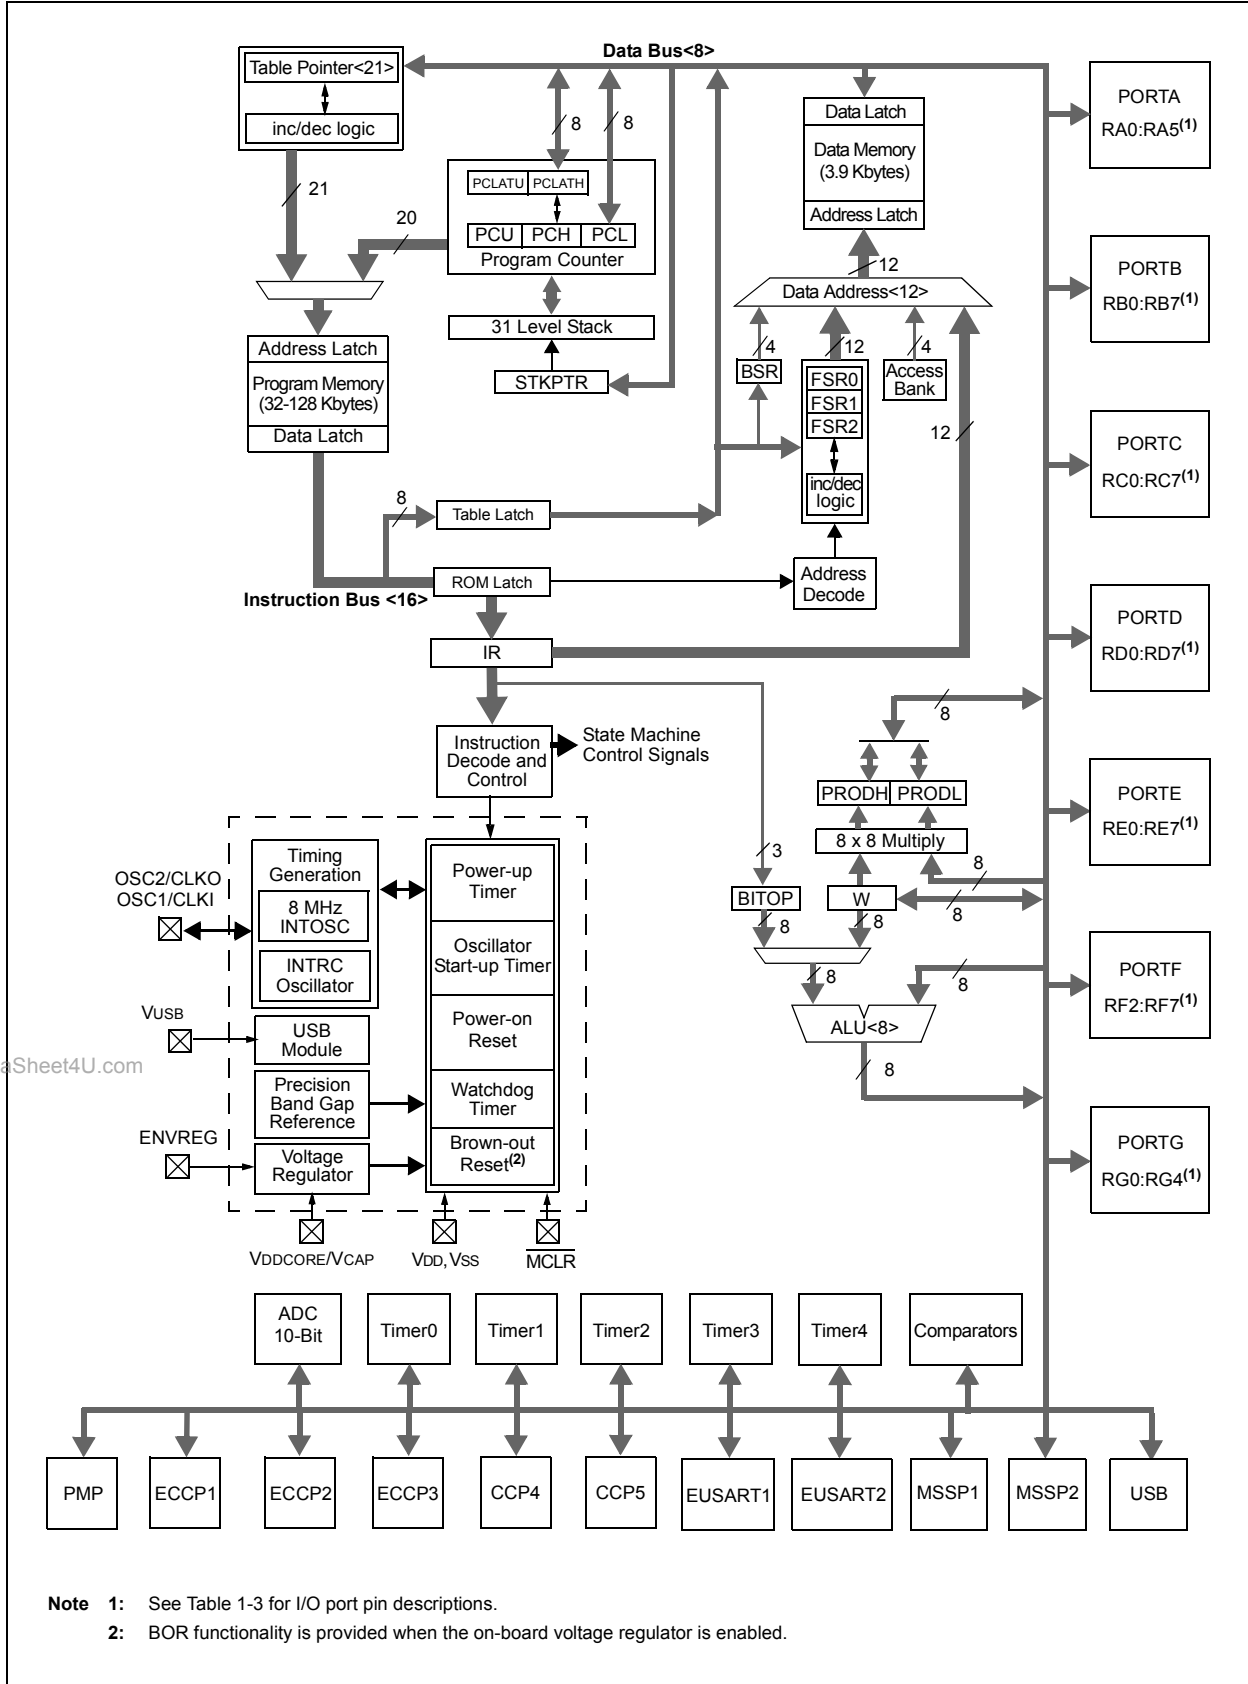 Data Bus<8>
Table Pointer<21>
inc/dec logic
21
8
8
PCLATU PCLATH
20
PCU PCH PCL
Program Counter
31 Level Stack
STKPTR
Address Latch
Program Memory
(32-128 Kbytes)
Data Latch
8
Table Latch
ROM Latch
Instruction Bus <16>
IR
Data Latch
Data Memory
(3.9 Kbytes)
Address Latch
12
Data Address<12>
4
12
4
BSR
FSR0
FSR1
FSR2
inc/dec
logic
Access
Bank
12
Address
Decode
Instruction
Decode and
Control
State Machine
Control Signals
8
PRODH PRODL
8 x 8 Multiply
3
8
BITOP
W
8
8
8
8
8
ALU<8>
8
OSC2/CLKO
OSC1/CLKI
Timing
Generation
8 MHz
INTOSC
INTRC
Oscillator
VUSB
USB
Module
Precision
Band Gap
Reference
ENVREG
Voltage
Regulator
Power-up
Timer
Oscillator
Start-up Timer
Power-on
Reset
Watchdog
Timer
Brown-out
Reset(2)
VDDCORE/VCAP
VDD, VSS
MCLR
aSheet4U.com
PORTA
RA0:RA5(1)
PORTB
RB0:RB7(1)
PORTC
RC0:RC7(1)
PORTD
RD0:RD7(1)
PORTE
RE0:RE7(1)
PORTF
RF2:RF7(1)
PORTG
RG0:RG4(1)
ADC
10-Bit
Timer0
Timer1
Timer2
Timer3
Timer4
Comparators
PMP
ECCP1
ECCP2
ECCP3
CCP4
CCP5
EUSART1
EUSART2
MSSP1
MSSP2
USB
Note 1: See Table 1-3 for I/O port pin descriptions.
2: BOR functionality is provided when the on-board voltage regulator is enabled.